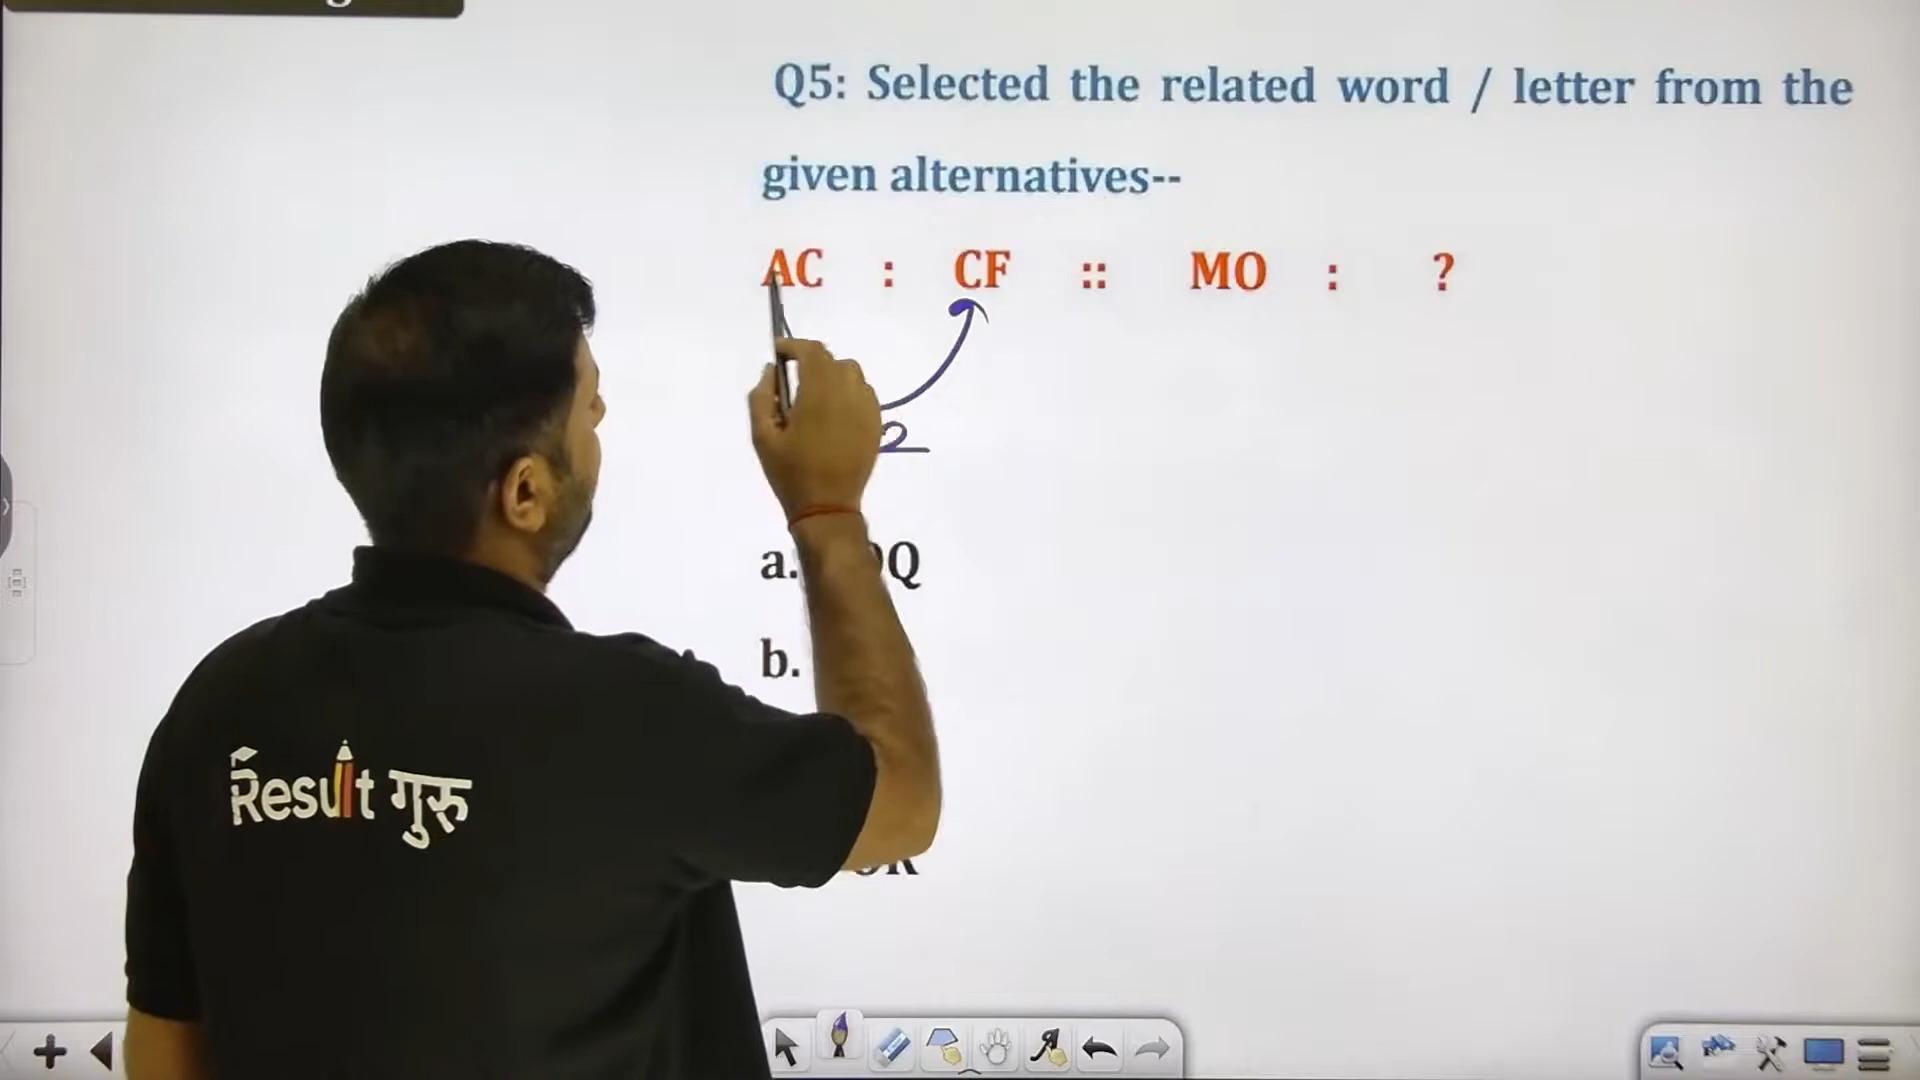 Q5: Selected the related word / letter from the
given alternatives--
AC : CF :: MO : ?
2
a. Q
b.
Result गुरु